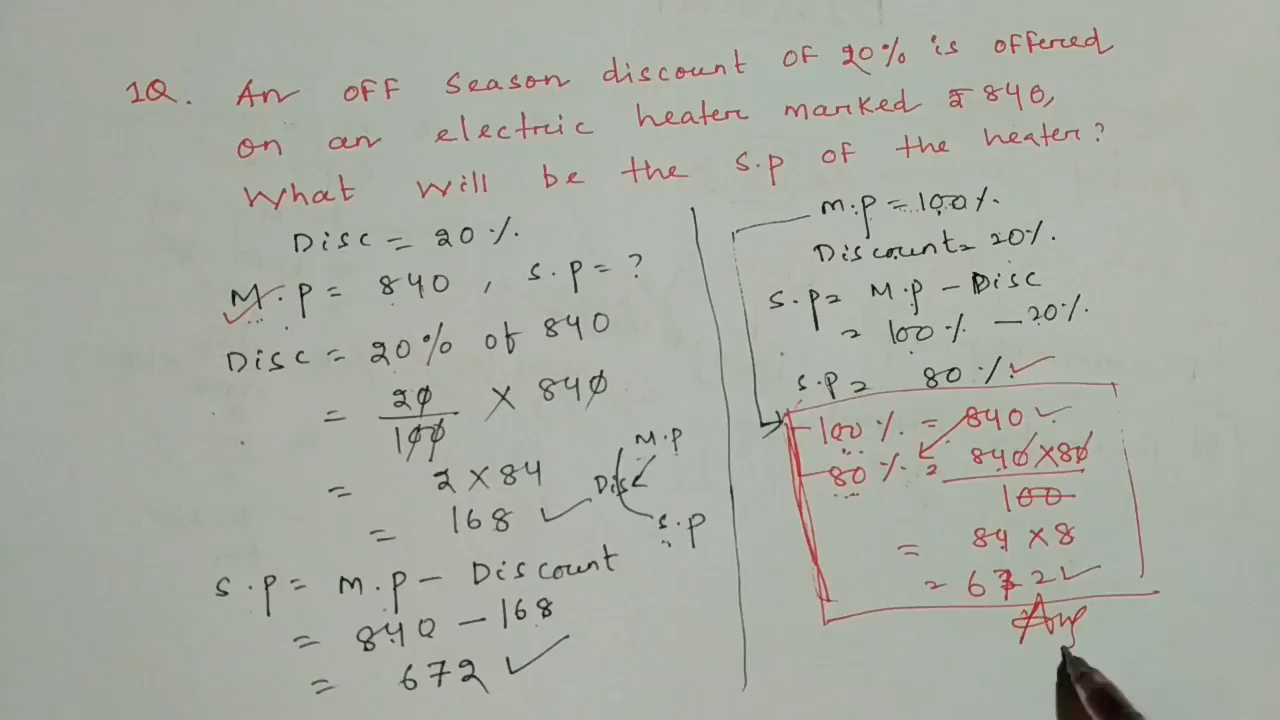 1Q. An off season discount of 20% is offered
on an electric heater marked ₹ 840,
What will be the s.p of the heater?
Disc = 20%.
M.p = 840, s.p = ?
Disc = 20% of 840
= 20/100 × 840
= 2 × 84
= 168 ✓
Disc
M.p
s.p
s.p = M.p - Discount
= 840 - 168
= 672 ✓
M.p = 100%.
Discount = 20%.
s.p = M.p - Disc
= 100% - 20%.
s.p = 80% ✓
100% = 840 ✓
80% = 840×80/100
= 84 × 8
= 672 ✓
Ans